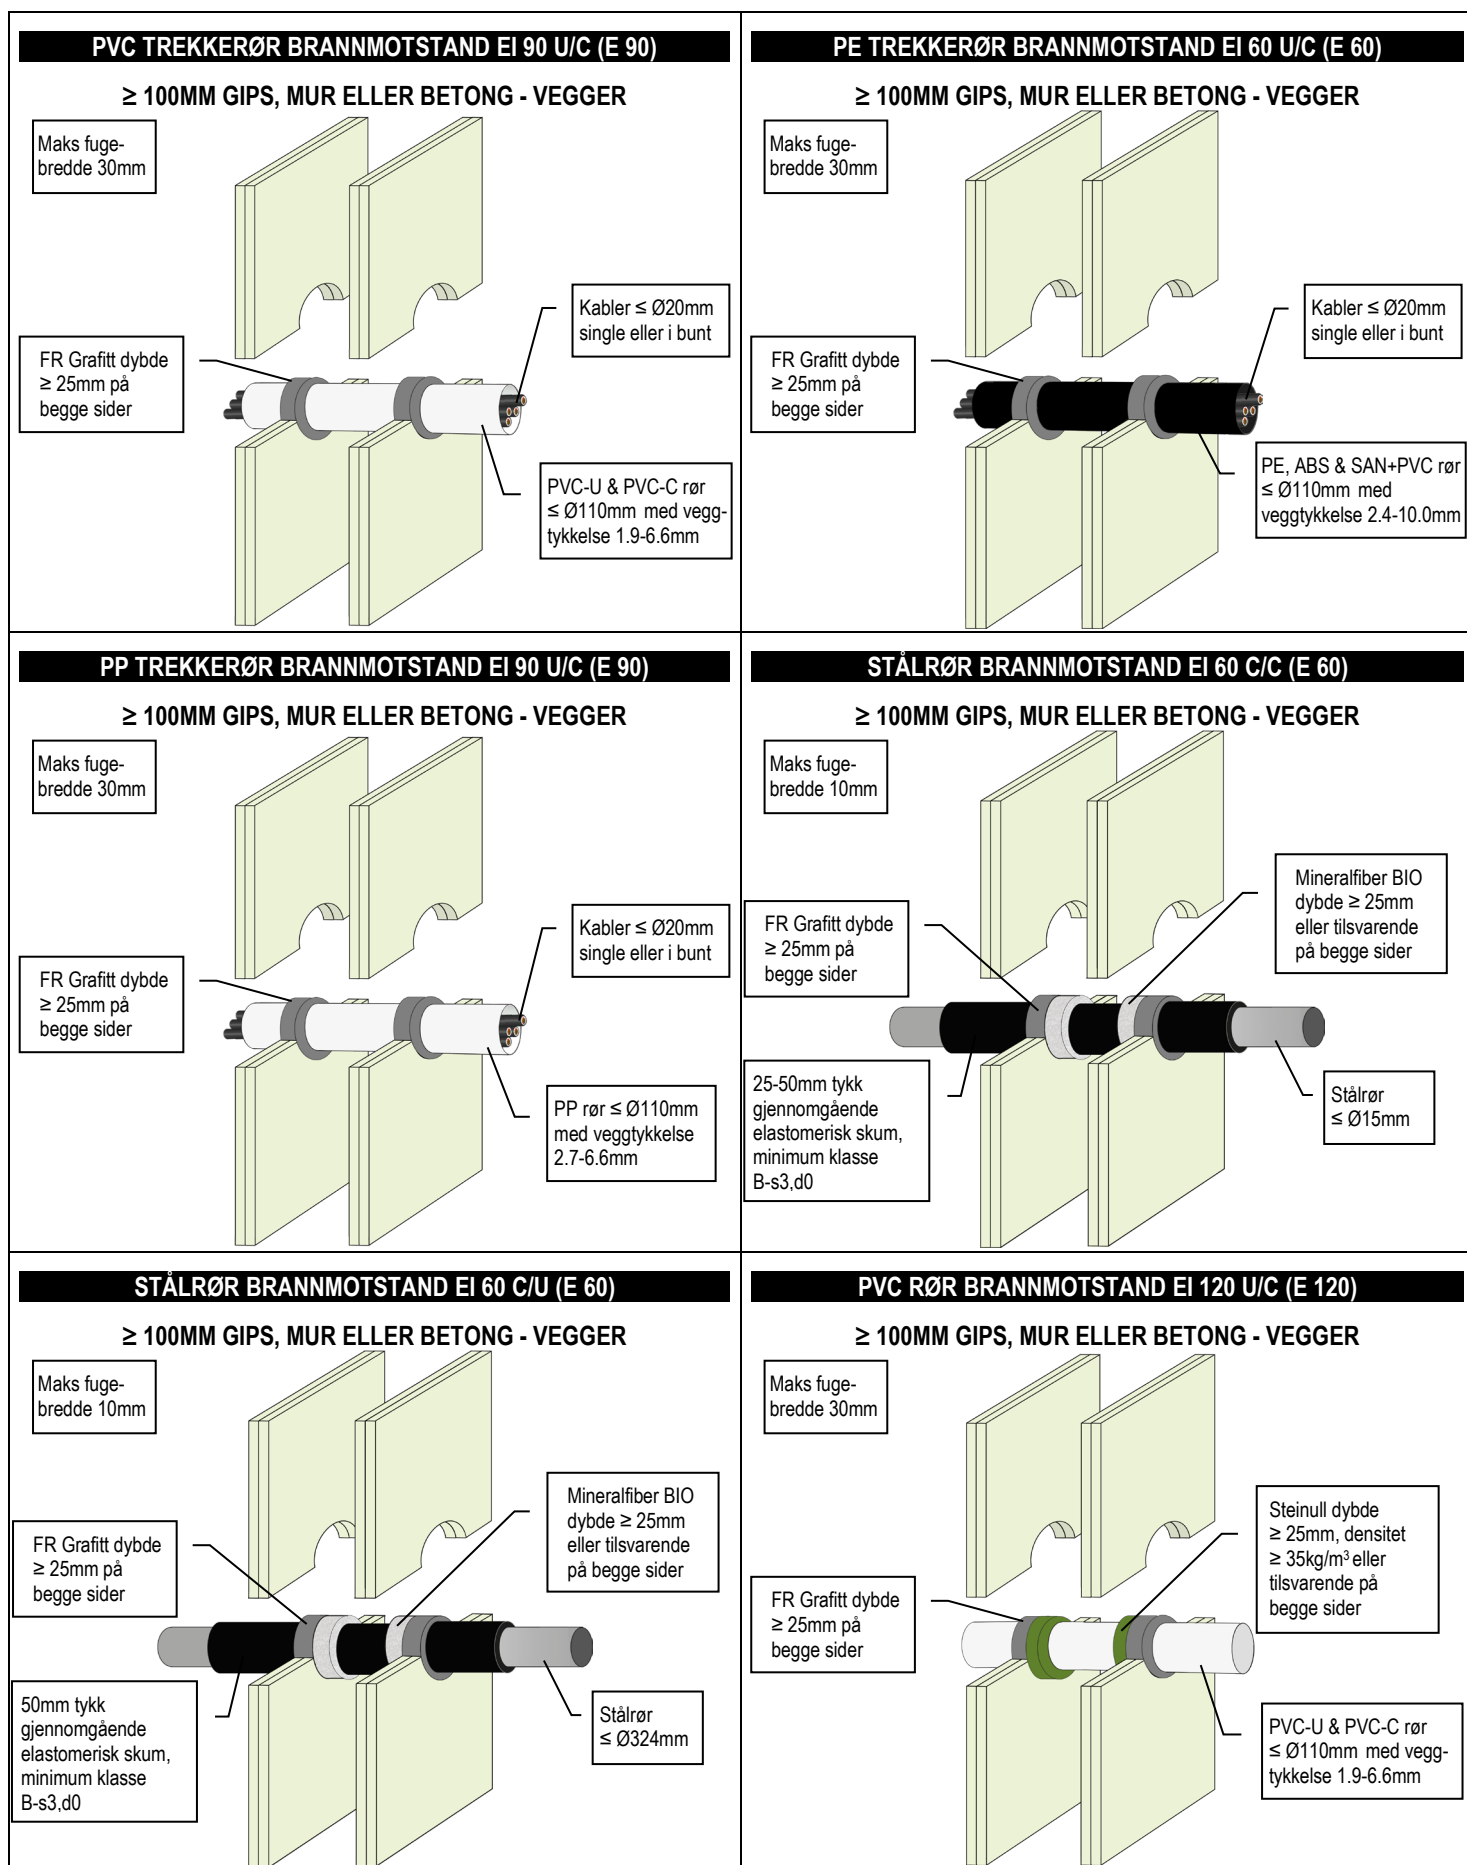 PVC TREKKERØR BRANNMOTSTAND EI 90 U/C (E 90)
≥ 100MM GIPS, MUR ELLER BETONG - VEGGER
Maks fuge-
bredde 30mm
Kabler ≤ Ø20mm
single eller i bunt
FR Grafitt dybde
≥ 25mm på
begge sider
PVC-U & PVC-C rør
≤ Ø110mm med vegg-
tykkelse 1.9-6.6mm
PE TREKKERØR BRANNMOTSTAND EI 60 U/C (E 60)
≥ 100MM GIPS, MUR ELLER BETONG - VEGGER
Maks fuge-
bredde 30mm
Kabler ≤ Ø20mm
single eller i bunt
FR Grafitt dybde
≥ 25mm på
begge sider
PE, ABS & SAN+PVC rør
≤ Ø110mm med
veggtykkelse 2.4-10.0mm
PP TREKKERØR BRANNMOTSTAND EI 90 U/C (E 90)
≥ 100MM GIPS, MUR ELLER BETONG - VEGGER
Maks fuge-
bredde 30mm
Kabler ≤ Ø20mm
single eller i bunt
FR Grafitt dybde
≥ 25mm på
begge sider
PP rør ≤ Ø110mm
med veggtykkelse
2.7-6.6mm
STÅLRØR BRANNMOTSTAND EI 60 C/C (E 60)
≥ 100MM GIPS, MUR ELLER BETONG - VEGGER
Maks fuge-
bredde 10mm
Mineralfiber BIO
dybde ≥ 25mm
eller tilsvarende
på begge sider
FR Grafitt dybde
≥ 25mm på
begge sider
25-50mm tykk
gjennomgående
elastomerisk skum,
minimum klasse
B-s3,d0
Stålrør
≤ Ø15mm
STÅLRØR BRANNMOTSTAND EI 60 C/U (E 60)
≥ 100MM GIPS, MUR ELLER BETONG - VEGGER
Maks fuge-
bredde 10mm
Mineralfiber BIO
dybde ≥ 25mm
eller tilsvarende
på begge sider
FR Grafitt dybde
≥ 25mm på
begge sider
50mm tykk
gjennomgående
elastomerisk skum,
minimum klasse
B-s3,d0
Stålrør
≤ Ø324mm
PVC RØR BRANNMOTSTAND EI 120 U/C (E 120)
≥ 100MM GIPS, MUR ELLER BETONG - VEGGER
Maks fuge-
bredde 30mm
Steinull dybde
≥ 25mm, densitet
≥ 35kg/m³ eller
tilsvarende på
begge sider
FR Grafitt dybde
≥ 25mm på
begge sider
PVC-U & PVC-C rør
≤ Ø110mm med vegg-
tykkelse 1.9-6.6mm